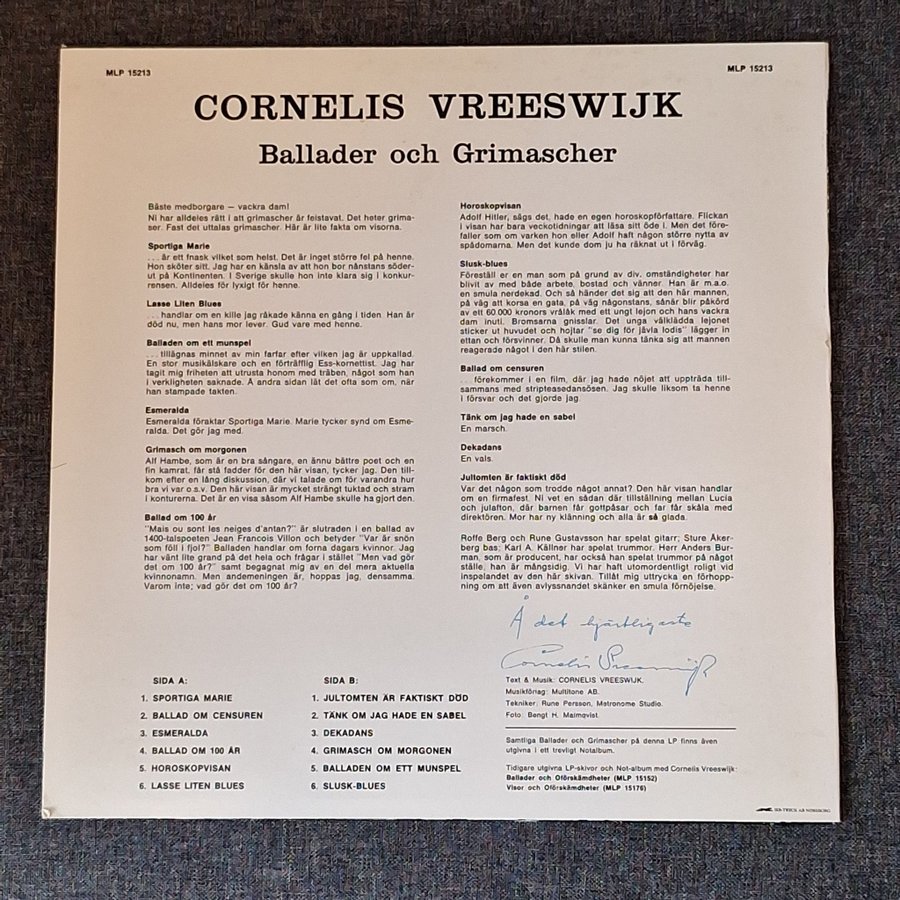 MLP 15213
MLP 15213
CORNELIS VREESWIJK
Ballader och Grimascher
Bäste medborgare – vackra dam!
Ni har alldeles rätt i att grimascher är felstavat. Det heter grima-
ser. Fast det uttalas grimascher. Här är lite fakta om visorna.
Sportiga Marie
. . . är ett fnask vilket som helst. Det är inget större fel på henne.
Hon sköter sitt. Jag har en känsla av att hon bor nånstans söder-
ut på Kontinenten. I Sverige skulle hon inte klara sig i konkur-
rensen. Alldeles för lyxigt för henne.
Lasse Liten Blues
. . . handlar om en kille jag råkade känna en gång i tiden. Han är
död nu, men hans mor lever. Gud vare med henne.
Balladen om ett munspel
. . . tillägnas minnet av min farfar efter vilken jag är uppkallad.
En stor musikälskare och en förträfflig Ess-kornettist. Jag har
tagit mig friheten att utrusta honom med träben, något som han
i verkligheten saknade. Å andra sidan lät det ofta som om, när
han stampade takten.
Esmeralda
Esmeralda föraktar Sportiga Marie. Marie tycker synd om Esme-
ralda. Det gör jag med.
Grimasch om morgonen
Alf Hambe, som är en bra sångare, en ännu bättre poet och en
fin kamrat, får stå fadder för den här visan, tycker jag. Den till-
kom efter en lång diskussion, där vi talade om för varandra hur
bra vi var o.s.v. Den här visan är mycket strängt tuktad och stram
i konturerna. Det är en visa såsom Alf Hambe skulle ha gjort den.
Ballad om 100 år
"Mais ou sont les neiges d'antan?" är slutraden i en ballad av
1400-talspoeten Jean Francois Villon och betyder "Var är snön
som föll i fjol?" Balladen handlar om forna dagars kvinnor. Jag
har vänt lite grand på det hela och frågar i stället "Men vad gör
det om 100 år?" samt begagnat mig av en del mera aktuella
kvinnonamn. Men andemeningen är, hoppas jag, densamma.
Varom inte; vad gör det om 100 år?
Horoskopvisan
Adolf Hitler, sägs det, hade en egen horoskopförfattare. Flickan
i visan har bara veckotidningar att läsa sitt öde i. Men det före-
faller som om varken hon eller Adolf haft någon större nytta av
spådomarna. Men det kunde dom ju ha räknat ut i förväg.
Slusk-blues
Föreställ er en man som på grund av div. omständigheter har
blivit av med både arbete, bostad och vänner. Han är m.a.o.
en smula nerdekad. Och så händer det sig att den här mannen,
på väg att korsa en gata, på väg någonstans, sånär blir påkörd
av ett 60.000 kronors vrålåk med ett ungt lejon och hans vackra
dam inuti. Bromsarna gnisslar. Det unga välklädda lejonet
sticker ut huvudet och hojtar "se dig för jävla lodis" lägger in
ettan och försvinner. Då skulle man kunna tänka sig att mannen
reagerade något i den här stilen.
Ballad om censuren
. . . förekommer i en film, där jag hade nöjet att uppträda till-
sammans med stripteasedansösen. Jag skulle liksom ta henne
i försvar och det gjorde jag.
Tänk om jag hade en sabel
En marsch.
Dekadans
En vals.
Jultomten är faktiskt död
Var det någon som trodde något annat? Den här visan handlar
om en firmafest. Ni vet en sådan där tillställning mellan Lucia
och julafton, där barnen får gottpåsar och far får skåla med
direktören. Mor har ny klänning och alla är så glada.
Roffe Berg och Rune Gustavsson har spelat gitarr; Sture Åker-
berg bas; Karl A. Källner har spelat trummor. Herr Anders Bur-
man, som är producent, har också han spelat trummor på något
ställe, han är mångsidig. Vi har haft utomordentligt roligt vid
inspelandet av den här skivan. Tillåt mig uttrycka en förhopp-
ning om att även avlyssnandet skänker en smula förnöjelse.
Å det hjärtligaste
Cornelis Vreeswijk
SIDA A:
1. SPORTIGA MARIE
2. BALLAD OM CENSUREN
3. ESMERALDA
4. BALLAD OM 100 ÅR
5. HOROSKOPVISAN
6. LASSE LITEN BLUES
SIDA B:
1. JULTOMTEN ÄR FAKTISKT DÖD
2. TÄNK OM JAG HADE EN SABEL
3. DEKADANS
4. GRIMASCH OM MORGONEN
5. BALLADEN OM ETT MUNSPEL
6. SLUSK-BLUES
Text & Musik: CORNELIS VREESWIJK.
Musikförlag: Multitone AB.
Tekniker: Rune Persson, Metronome Studio.
Foto: Bengt H. Malmqvist.
Samtliga Ballader och Grimascher på denna LP finns även
utgivna i ett trevligt Notalbum.
Tidigare utgivna LP-skivor och Not-album med Cornelis Vreeswijk:
Ballader och Oförskämdheter (MLP 15152)
Visor och Oförskämdheter (MLP 15176)